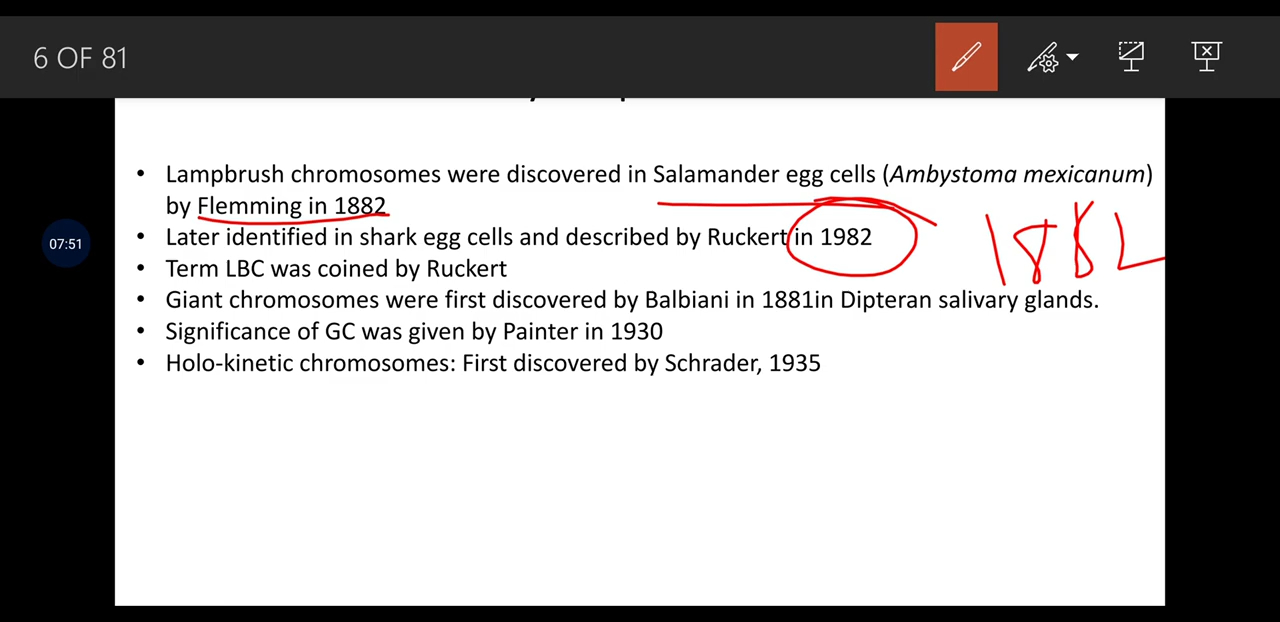 6 OF 81
• Lampbrush chromosomes were discovered in Salamander egg cells (Ambystoma mexicanum)
by Flemming in 1882
• Later identified in shark egg cells and described by Ruckert in 1982
1882
• Term LBC was coined by Ruckert
• Giant chromosomes were first discovered by Balbiani in 1881in Dipteran salivary glands.
• Significance of GC was given by Painter in 1930
• Holo-kinetic chromosomes: First discovered by Schrader, 1935
07:51